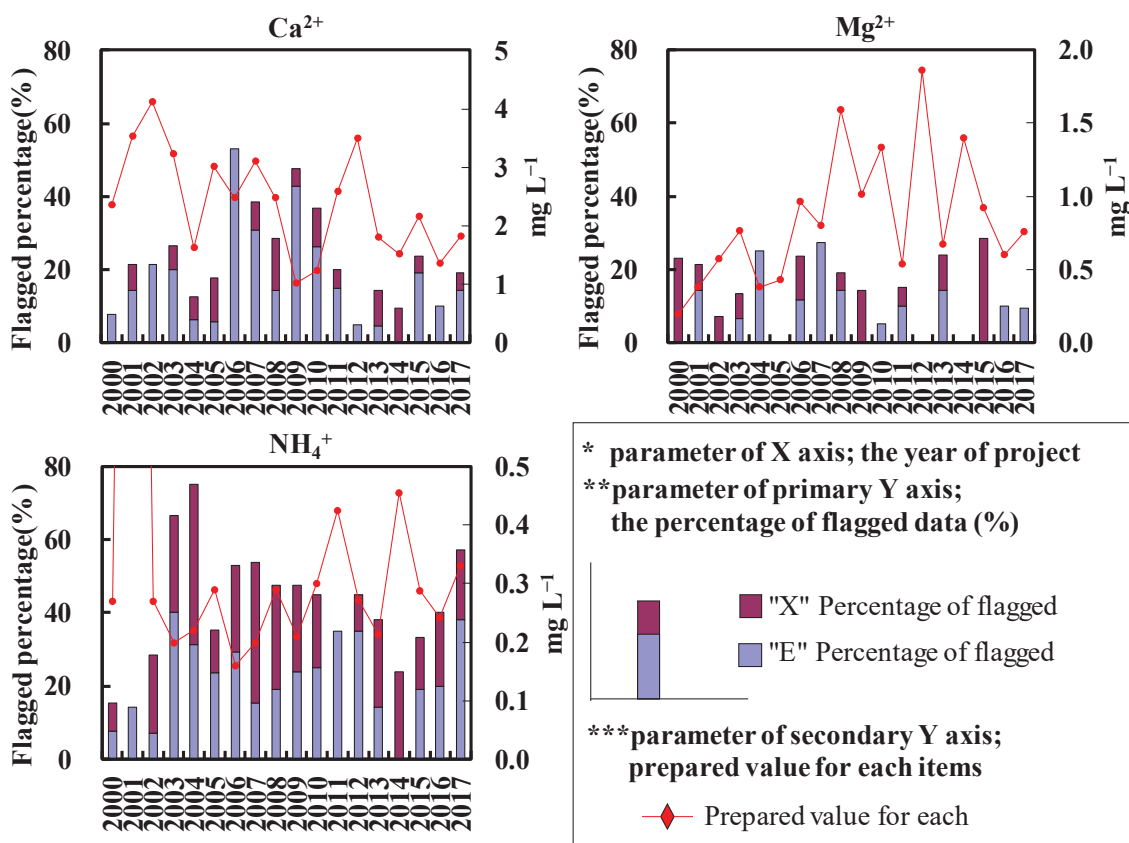 Ca²⁺
Flagged percentage(%)
80
60
40
20
0
5
4
3
2
1
0
mg L⁻¹
2000 2001 2002 2003 2004 2005 2006 2007 2008 2009 2010 2011 2012 2013 2014 2015 2016 2017
Mg²⁺
Flagged percentage(%)
80
60
40
20
0
2.0
1.5
1.0
0.5
0.0
mg L⁻¹
2000 2001 2002 2003 2004 2005 2006 2007 2008 2009 2010 2011 2012 2013 2014 2015 2016 2017
NH₄⁺
Flagged percentage(%)
80
60
40
20
0
0.5
0.4
0.3
0.2
0.1
0.0
mg L⁻¹
2000 2001 2002 2003 2004 2005 2006 2007 2008 2009 2010 2011 2012 2013 2014 2015 2016 2017
* parameter of X axis; the year of project
**parameter of primary Y axis;
the percentage of flagged data (%)
"X" Percentage of flagged
"E" Percentage of flagged
***parameter of secondary Y axis;
prepared value for each items
Prepared value for each